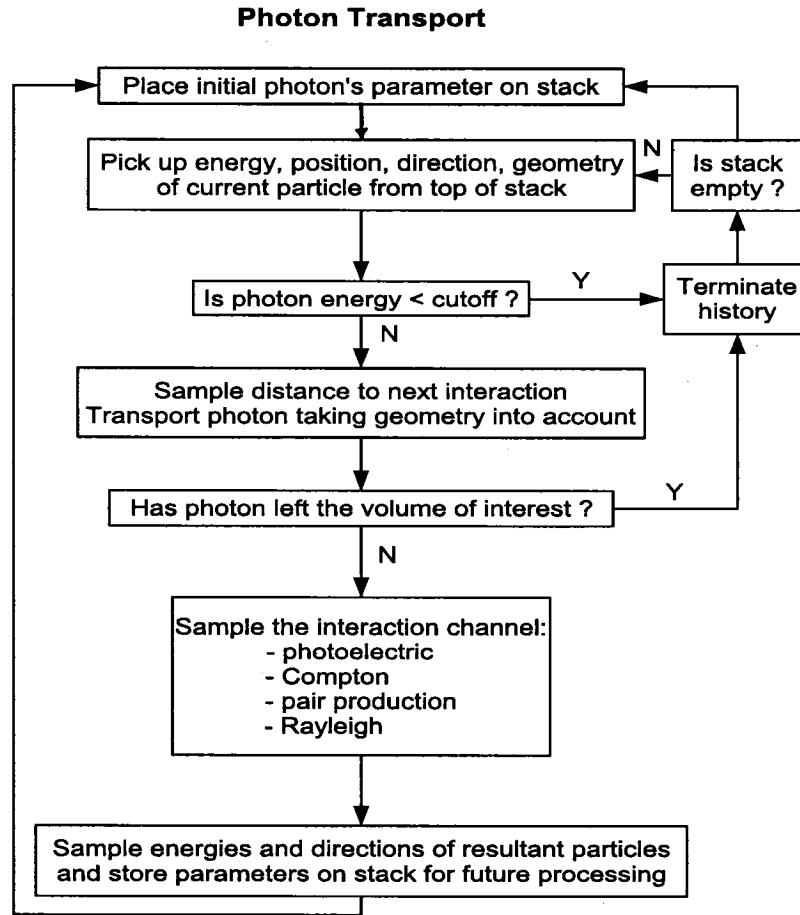 Photon Transport
Place initial photon's parameter on stack
Pick up energy, position, direction, geometry
of current particle from top of stack
N
Is stack
empty ?
Is photon energy < cutoff ?
Y
Terminate
history
N
Sample distance to next interaction
Transport photon taking geometry into account
Has photon left the volume of interest ?
Y
N
Sample the interaction channel:
- photoelectric
- Compton
- pair production
- Rayleigh
Sample energies and directions of resultant particles
and store parameters on stack for future processing